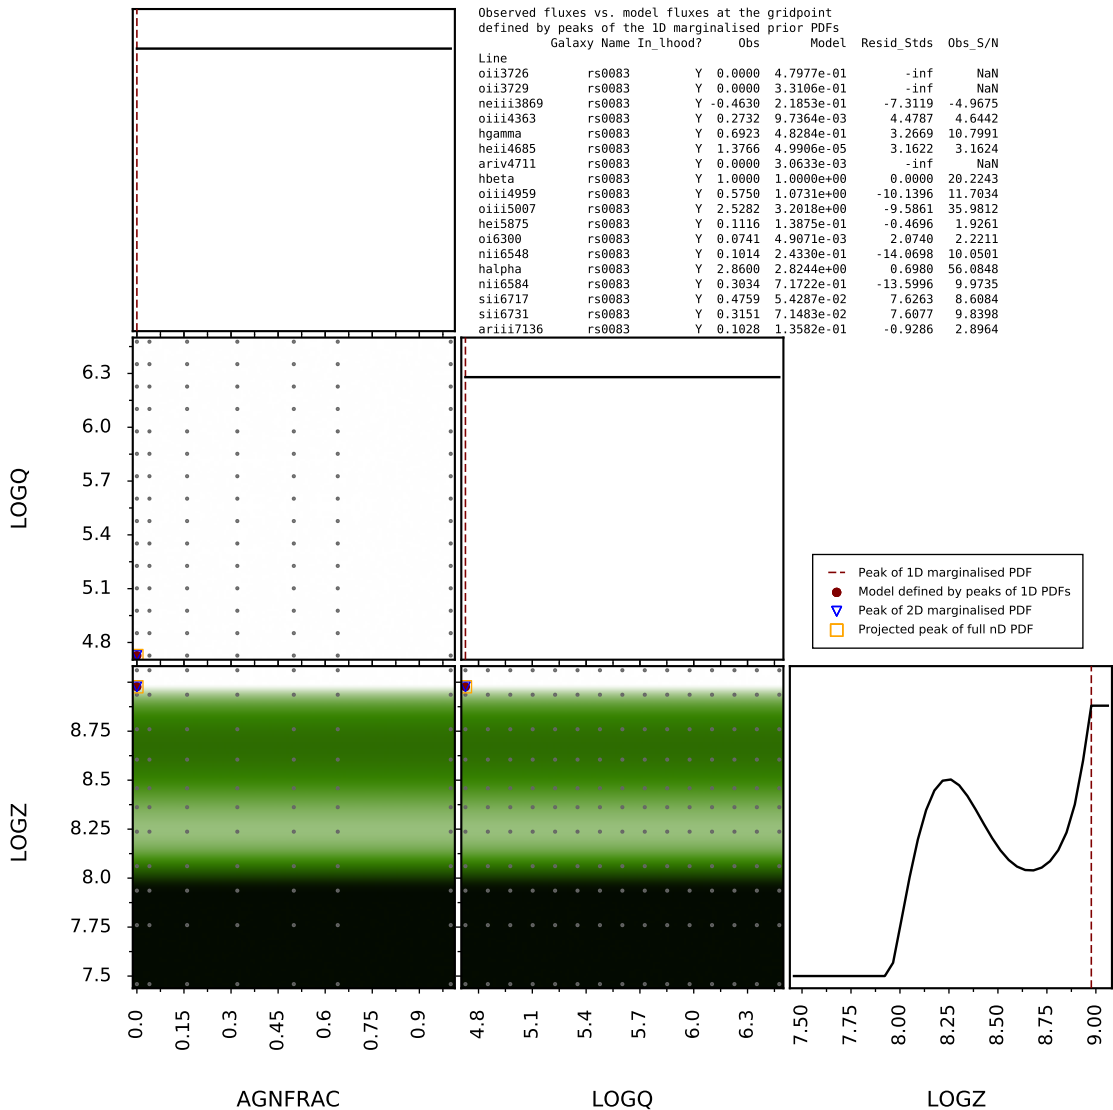 Observed fluxes vs. model fluxes at the gridpoint
defined by peaks of the 1D marginalised prior PDFs
Galaxy Name In_lhood? Obs Model Resid_Stds Obs_S/N
Line
oii3726 rs0083 Y 0.0000 4.7977e-01 -inf NaN
oii3729 rs0083 Y 0.0000 3.3106e-01 -inf NaN
neiii3869 rs0083 Y -0.4630 2.1853e-01 -7.3119 -4.9675
oiii4363 rs0083 Y 0.2732 9.7364e-03 4.4787 4.6442
hgamma rs0083 Y 0.6923 4.8284e-01 3.2669 10.7991
heii4685 rs0083 Y 1.3766 4.9906e-05 3.1622 3.1624
ariv4711 rs0083 Y 0.0000 3.0633e-03 -inf NaN
hbeta rs0083 Y 1.0000 1.0000e+00 0.0000 20.2243
oiii4959 rs0083 Y 0.5750 1.0731e+00 -10.1396 11.7034
oiii5007 rs0083 Y 2.5282 3.2018e+00 -9.5861 35.9812
hei5875 rs0083 Y 0.1116 1.3875e-01 -0.4696 1.9261
oi6300 rs0083 Y 0.0741 4.9071e-03 2.0740 2.2211
nii6548 rs0083 Y 0.1014 2.4330e-01 -14.0698 10.0501
halpha rs0083 Y 2.8600 2.8244e+00 0.6980 56.0848
nii6584 rs0083 Y 0.3034 7.1722e-01 -13.5996 9.9735
sii6717 rs0083 Y 0.4759 5.4287e-02 7.6263 8.6084
sii6731 rs0083 Y 0.3151 7.1483e-02 7.6077 9.8398
ariii7136 rs0083 Y 0.1028 1.3582e-01 -0.9286 2.8964
LOGQ
6.3
6.0
5.7
5.4
5.1
4.8
Peak of 1D marginalised PDF
Model defined by peaks of 1D PDFs
Peak of 2D marginalised PDF
Projected peak of full nD PDF
LOGZ
8.75
8.5
8.25
8.0
7.75
7.5
0.0 0.15 0.3 0.45 0.6 0.75 0.9
4.8 5.1 5.4 5.7 6.0 6.3
7.50 7.75 8.00 8.25 8.50 8.75 9.00
AGNFRAC LOGQ LOGZ